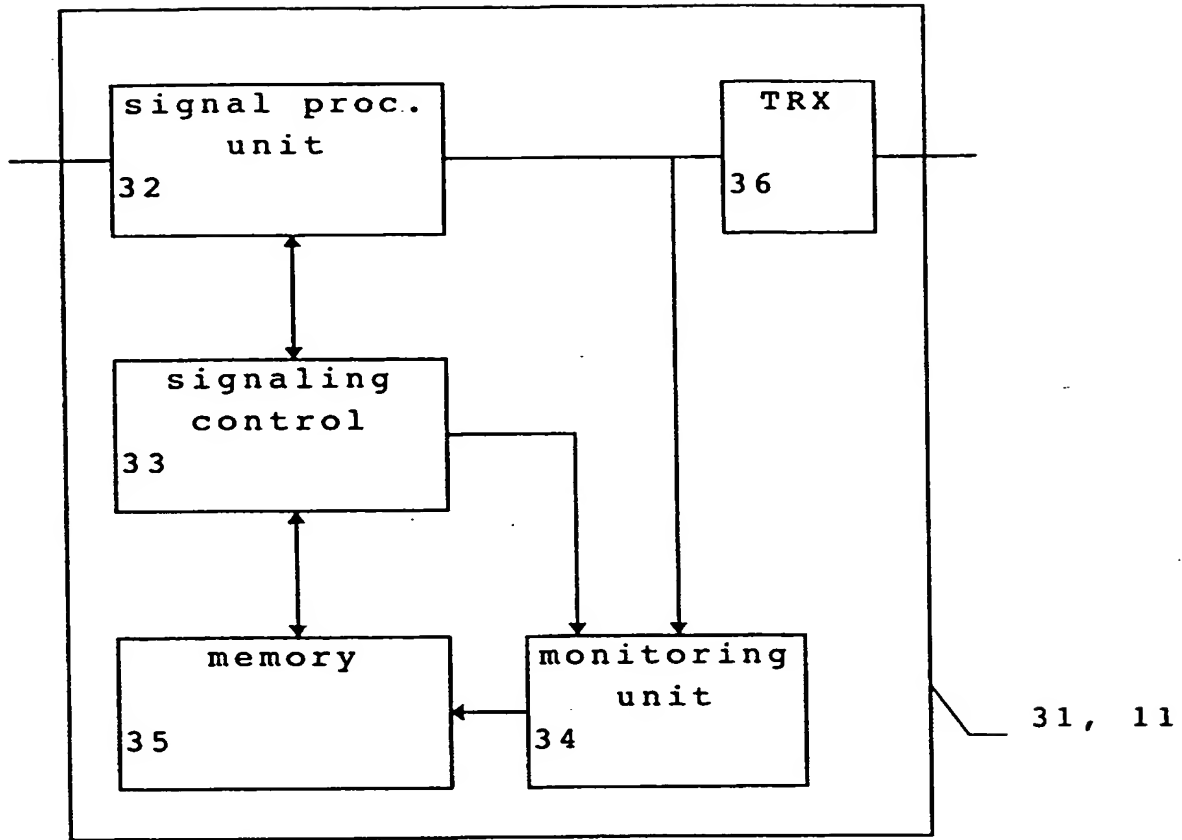 signal proc.
unit
32
TRX
36
signaling
control
33
memory
35
monitoring
unit
34
31, 11